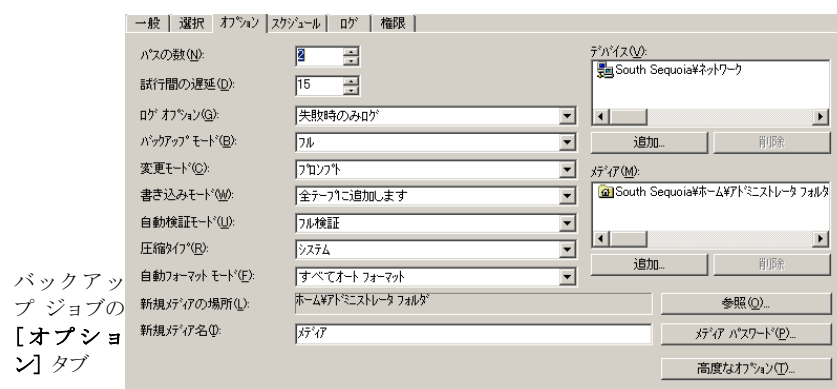 一般 選択 オプション スケジュール ログ 権限
パスの数(N): 2
試行間の遅延(D): 15
ログ オプション(G): 失敗時のみログ
バックアップ モード(B): フル
変更モード(C): プロンプト
書き込みモード(W): 全テープに追加します
自動検証モード(U): フル検証
圧縮タイプ(R): システム
自動フォーマット モード(F): すべてオート フォーマット
新規メディアの場所(L): ホーム¥アドミニストレータ フォルダ
新規メディア名(I): メディア
デバイス(V):
South Sequoia¥ネットワーク
追加... 削除
メディア(M):
South Sequoia¥ホーム¥アドミニストレータ フォルダ
追加... 削除
参照(O)...
メディア パスワード(P)...
高度なオプション(T)...
バックアッ
プ ジョブの
[オプショ
ン] タブ